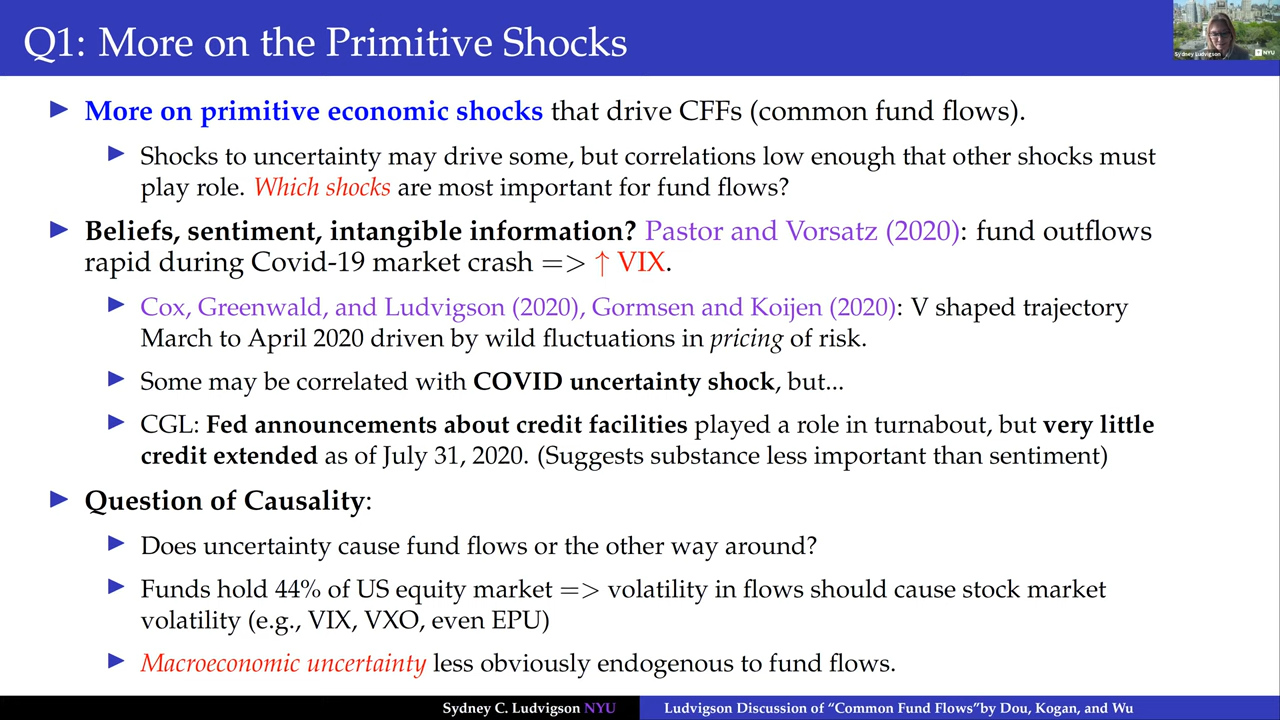 Q1: More on the Primitive Shocks
Sydney Ludvigson
NYU
More on primitive economic shocks that drive CFFs (common fund flows).
Shocks to uncertainty may drive some, but correlations low enough that other shocks must
play role. Which shocks are most important for fund flows?
Beliefs, sentiment, intangible information? Pastor and Vorsatz (2020): fund outflows
rapid during Covid-19 market crash => ↑ VIX.
Cox, Greenwald, and Ludvigson (2020), Gormsen and Koijen (2020): V shaped trajectory
March to April 2020 driven by wild fluctuations in pricing of risk.
Some may be correlated with COVID uncertainty shock, but...
CGL: Fed announcements about credit facilities played a role in turnabout, but very little
credit extended as of July 31, 2020. (Suggests substance less important than sentiment)
Question of Causality:
Does uncertainty cause fund flows or the other way around?
Funds hold 44% of US equity market => volatility in flows should cause stock market
volatility (e.g., VIX, VXO, even EPU)
Macroeconomic uncertainty less obviously endogenous to fund flows.
Sydney C. Ludvigson NYU
Ludvigson Discussion of "Common Fund Flows"by Dou, Kogan, and Wu